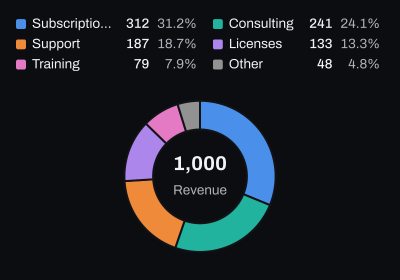 Subscriptio... 312 31.2% Consulting 241 24.1%
Support 187 18.7% Licenses 133 13.3%
Training 79 7.9% Other 48 4.8%
1,000
Revenue